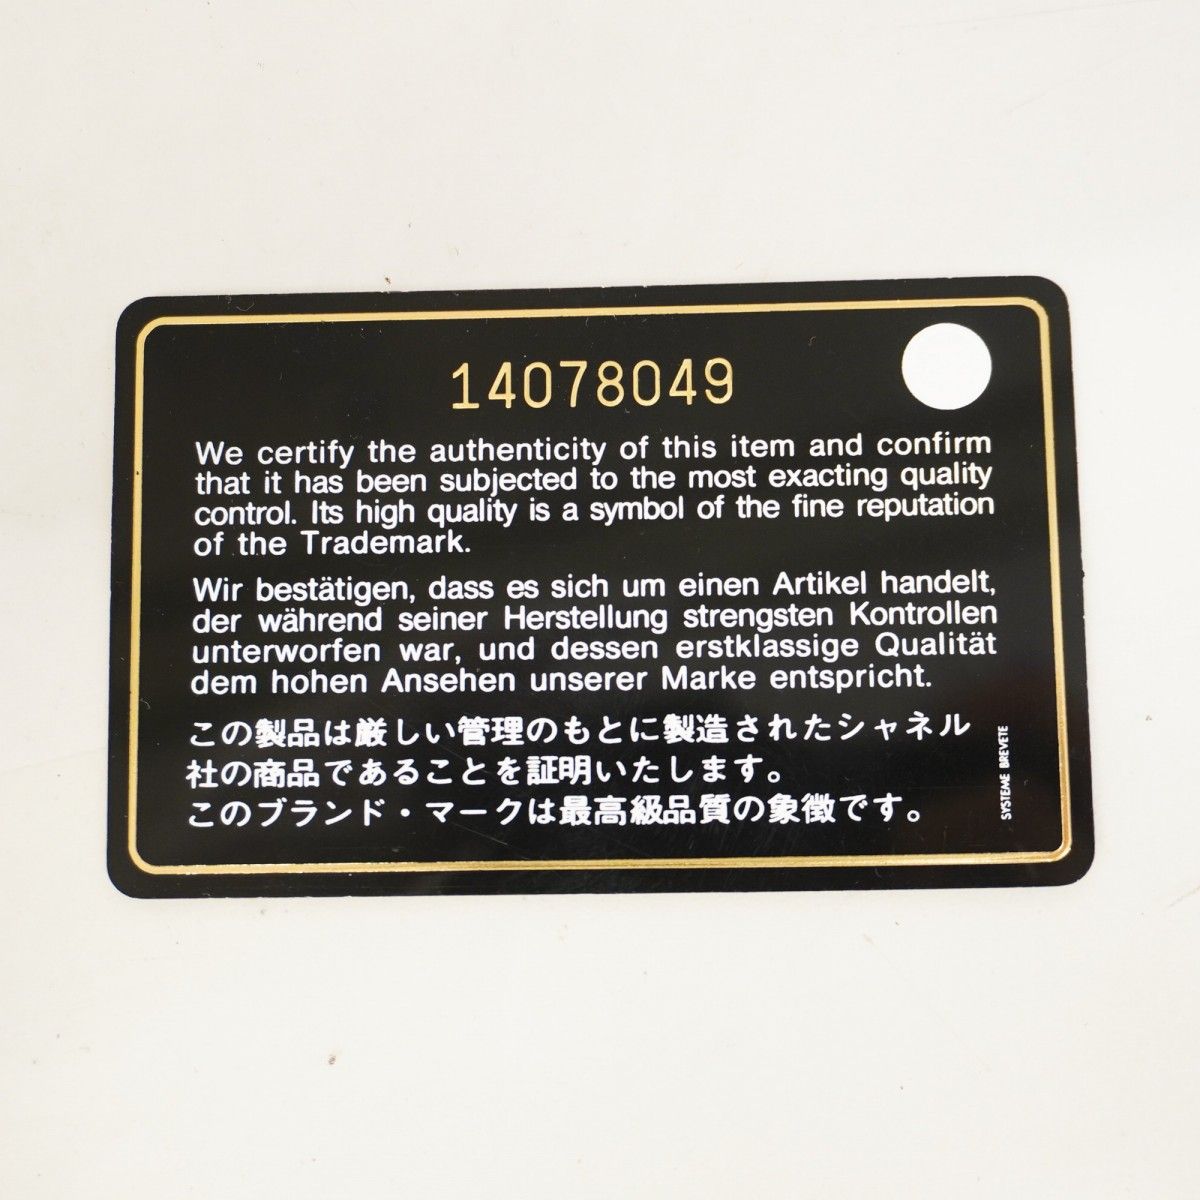 14078049
We certify the authenticity of this item and confirm
that it has been subjected to the most exacting quality
control. Its high quality is a symbol of the fine reputation
of the Trademark.
Wir bestätigen, dass es sich um einen Artikel handelt,
der während seiner Herstellung strengsten Kontrollen
unterworfen war, und dessen erstklassige Qualität
dem hohen Ansehen unserer Marke entspricht.
この製品は厳しい管理のもとに製造されたシャネル
社の商品であることを証明いたします。
このブランド・マークは最高級品質の象徴です。
SYSTEME BREVETE